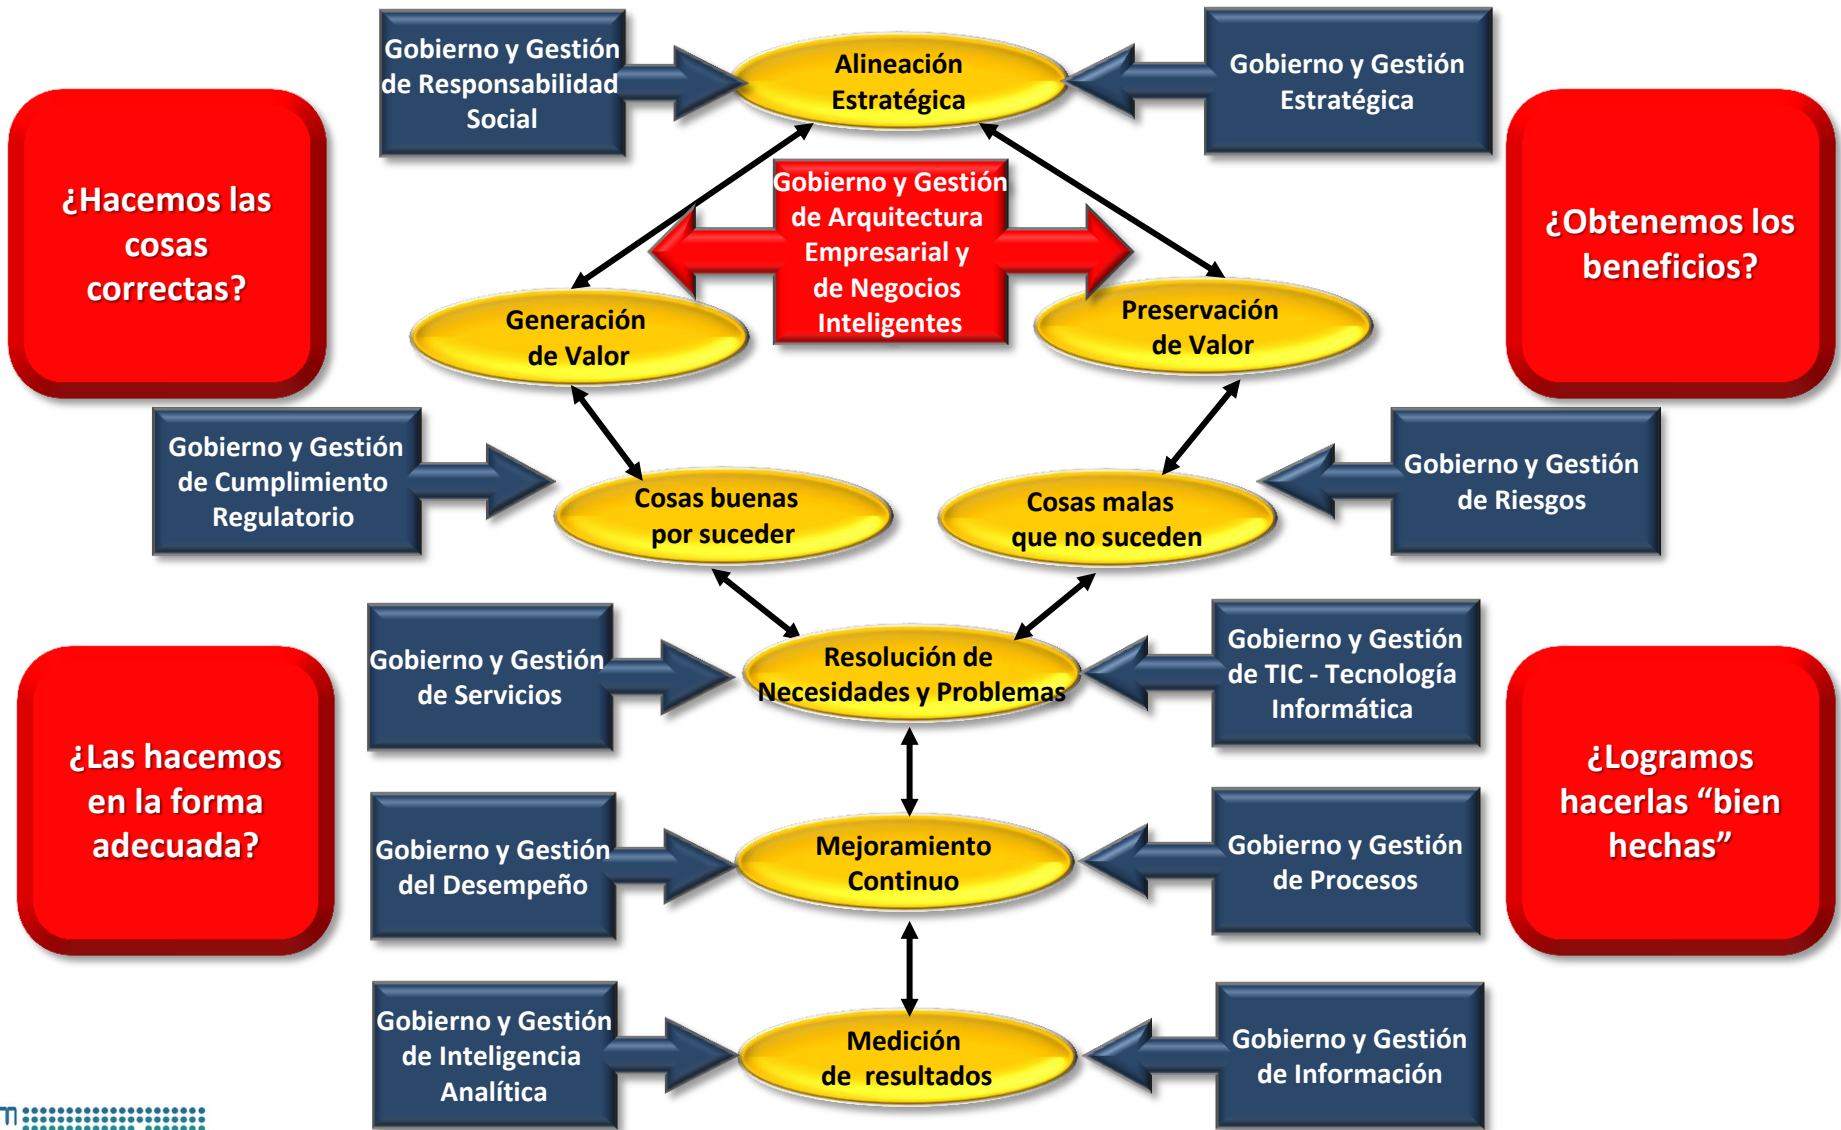 Gobierno y Gestión
de Responsabilidad
Social
Alineación
Estratégica
Gobierno y Gestión
Estratégica
¿Hacemos las
cosas
correctas?
Gobierno y Gestión
de Arquitectura
Empresarial y
de Negocios
Inteligentes
¿Obtenemos los
beneficios?
Generación
de Valor
Preservación
de Valor
Gobierno y Gestión
de Cumplimiento
Regulatorio
Cosas buenas
por suceder
Cosas malas
que no suceden
Gobierno y Gestión
de Riesgos
Gobierno y Gestión
de Servicios
Resolución de
Necesidades y Problemas
Gobierno y Gestión
de TIC - Tecnología
Informática
¿Las hacemos
en la forma
adecuada?
¿Logramos
hacerlas “bien
hechas”
Gobierno y Gestión
del Desempeño
Mejoramiento
Continuo
Gobierno y Gestión
de Procesos
Gobierno y Gestión
de Inteligencia
Analítica
Medición
de  resultados
Gobierno y Gestión
de Información